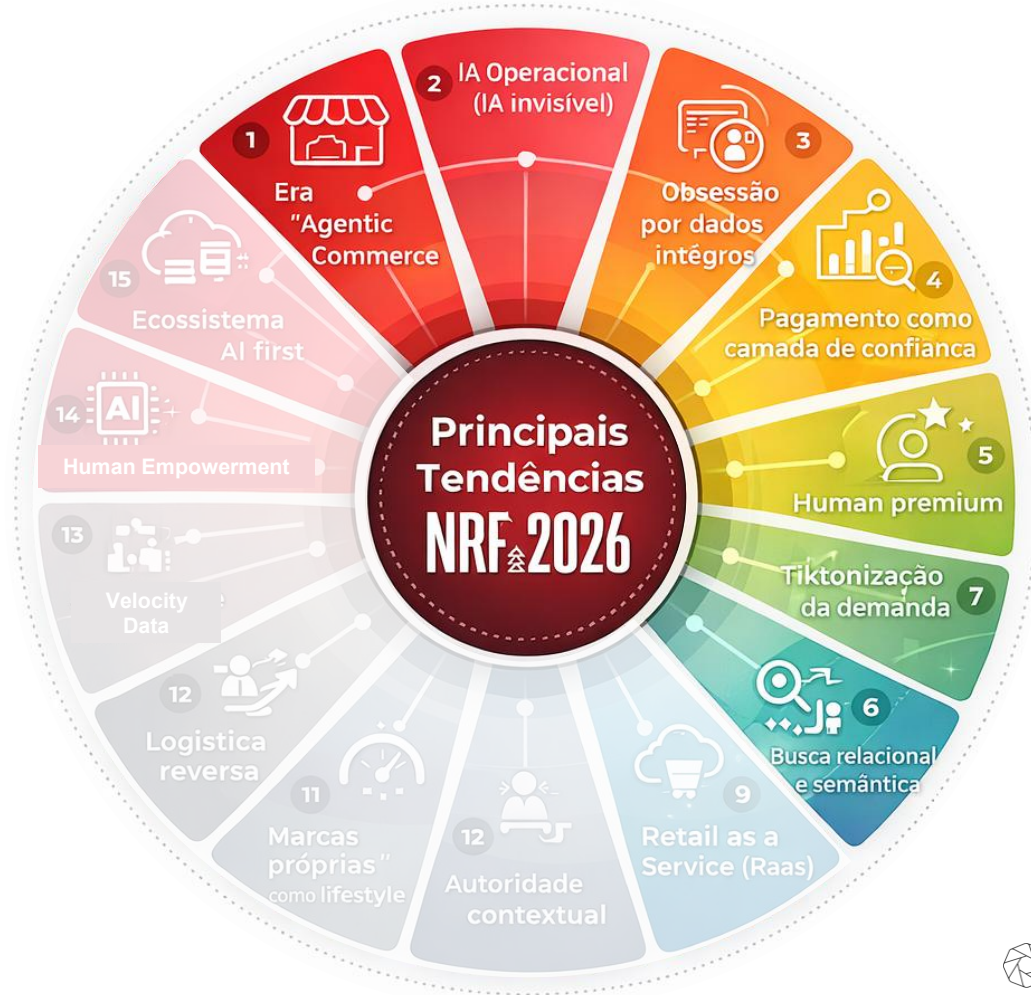 Principais
Tendências
NRF 2026
1
Era
"Agentic
Commerce
2
IA Operacional
(IA invisível)
3
Obsessão
por dados
intégros
4
Pagamento como
camada de confianca
5
Human premium
7
Tiktonização
da demanda
6
Busca relacional
e semântica
9
Retail as a
Service (Raas)
12
Autoridade
contextual
11
Marcas
próprias"
como lifestyle
12
Logistica
reversa
13
Velocity
Data
14
AI
Human Empowerment
15
Ecossistema
AI first